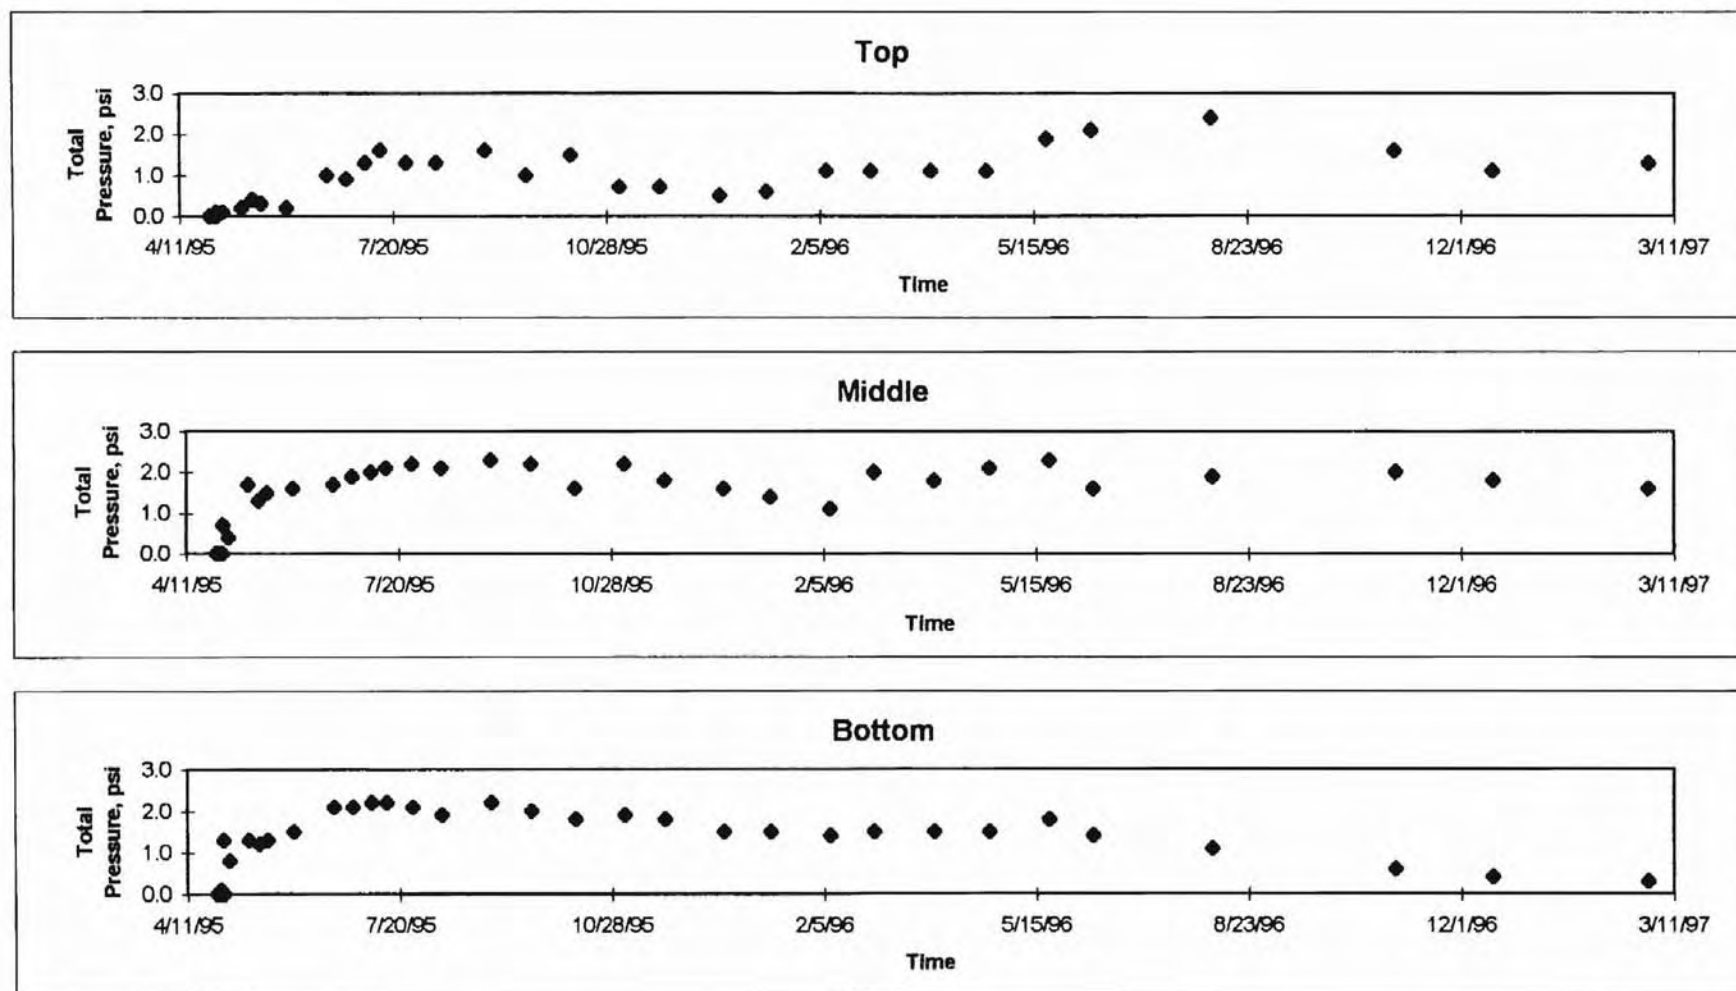 Top
Total
Pressure, psi
3.0
2.0
1.0
0.0
4/11/95 7/20/95 10/28/95 2/5/96 5/15/96 8/23/96 12/1/96 3/11/97
Time
Middle
Total
Pressure, psi
3.0
2.0
1.0
0.0
4/11/95 7/20/95 10/28/95 2/5/96 5/15/96 8/23/96 12/1/96 3/11/97
Time
Bottom
Total
Pressure, psi
3.0
2.0
1.0
0.0
4/11/95 7/20/95 10/28/95 2/5/96 5/15/96 8/23/96 12/1/96 3/11/97
Time